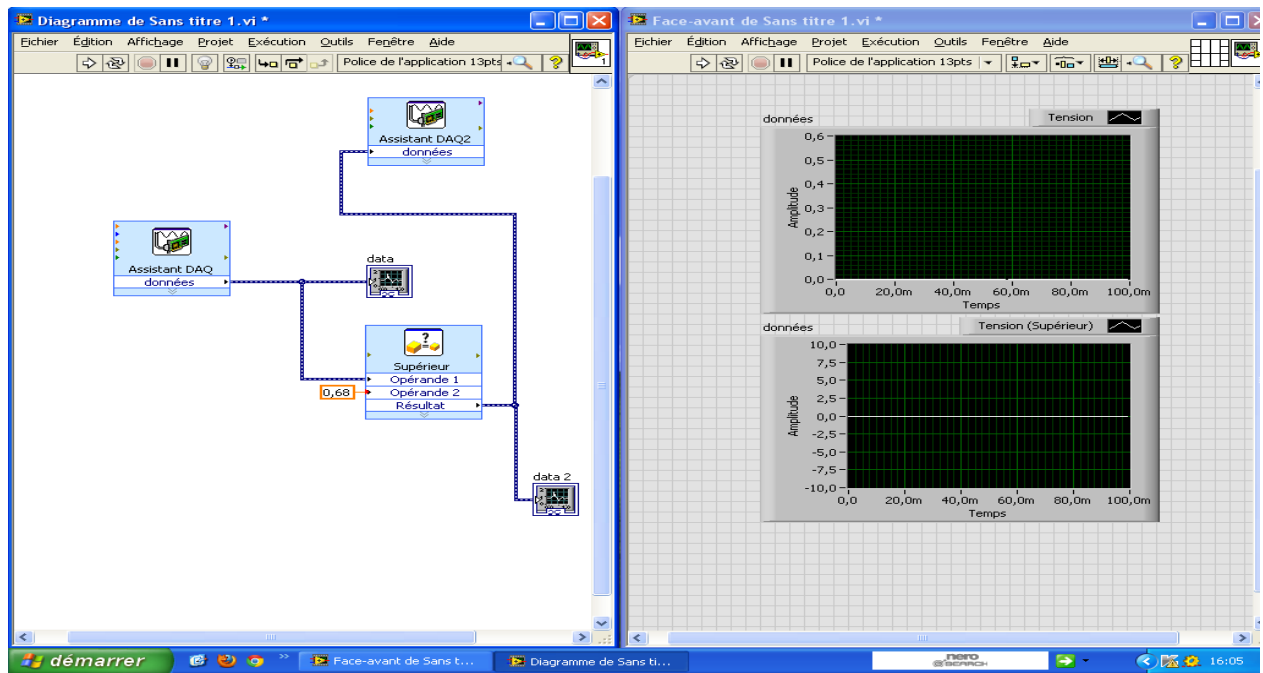 Diagramme de Sans titre 1.vi *
Eichier Édition Affichage Projet Exécution Outils Fenêtre Aide
Police de l'application 13pts
1
Assistant DAQ2
données
Assistant DAQ
données
data
Supérieur
Opérande 1
0,68 Opérande 2
Résultat
data 2
Face-avant de Sans titre 1.vi *
Eichier Édition Affichage Projet Exécution Outils Fenêtre Aide
Police de l'application 13pts
données Tension
0,6
0,5
0,4
0,3
0,2
0,1
0,0
Amplitude
0,0 20,0m 40,0m 60,0m 80,0m 100,0m
Temps
données Tension (Supérieur)
10,0
7,5
5,0
2,5
0,0
-2,5
-5,0
-7,5
-10,0
Amplitude
0,0 20,0m 40,0m 60,0m 80,0m 100,0m
Temps
démarrer Face-avant de Sans t... Diagramme de Sans ti... nero SEARCH 16:05